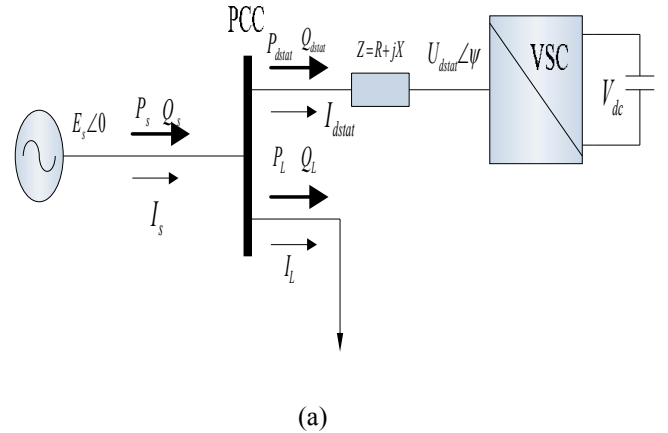 PCC
P_dstat Q_dstat
Z=R+jX
U_dstat∠ψ
VSC
V_dc
E_s∠0
P_s Q_s
I_dstat
P_L Q_L
I_s
I_L
(a)